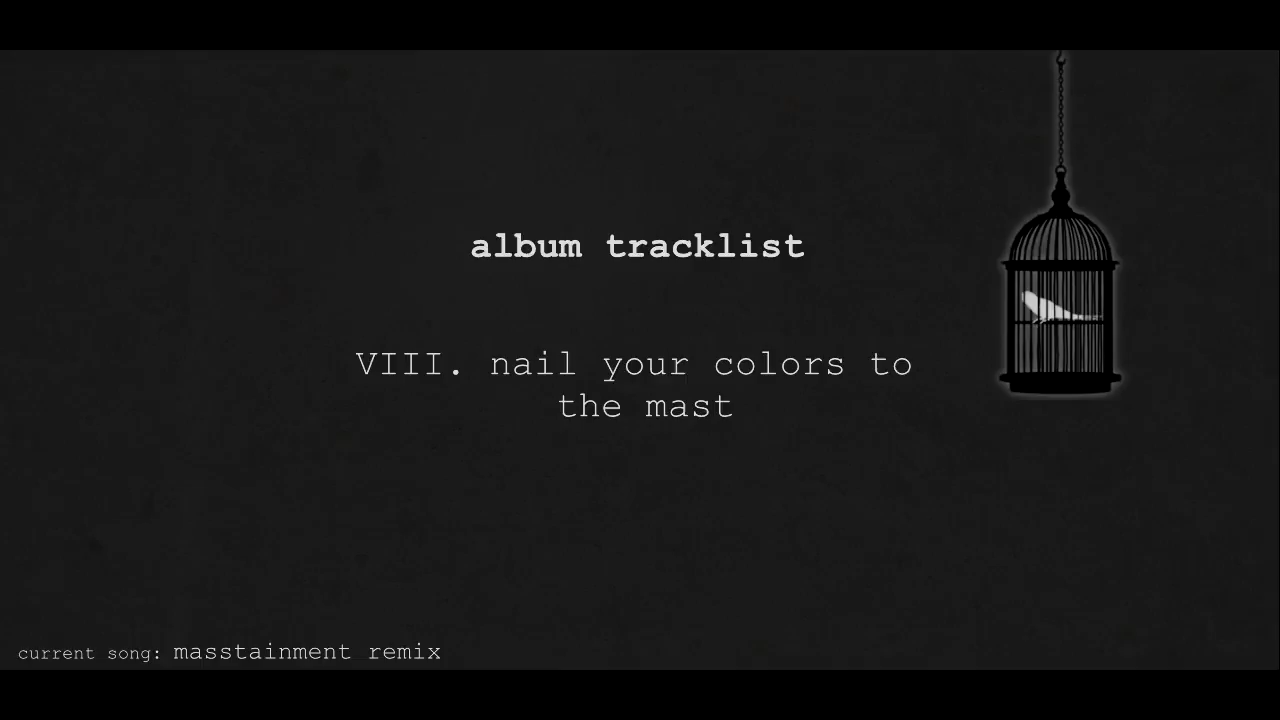 album tracklist
VIII. nail your colors to
the mast
current song: masstainment remix